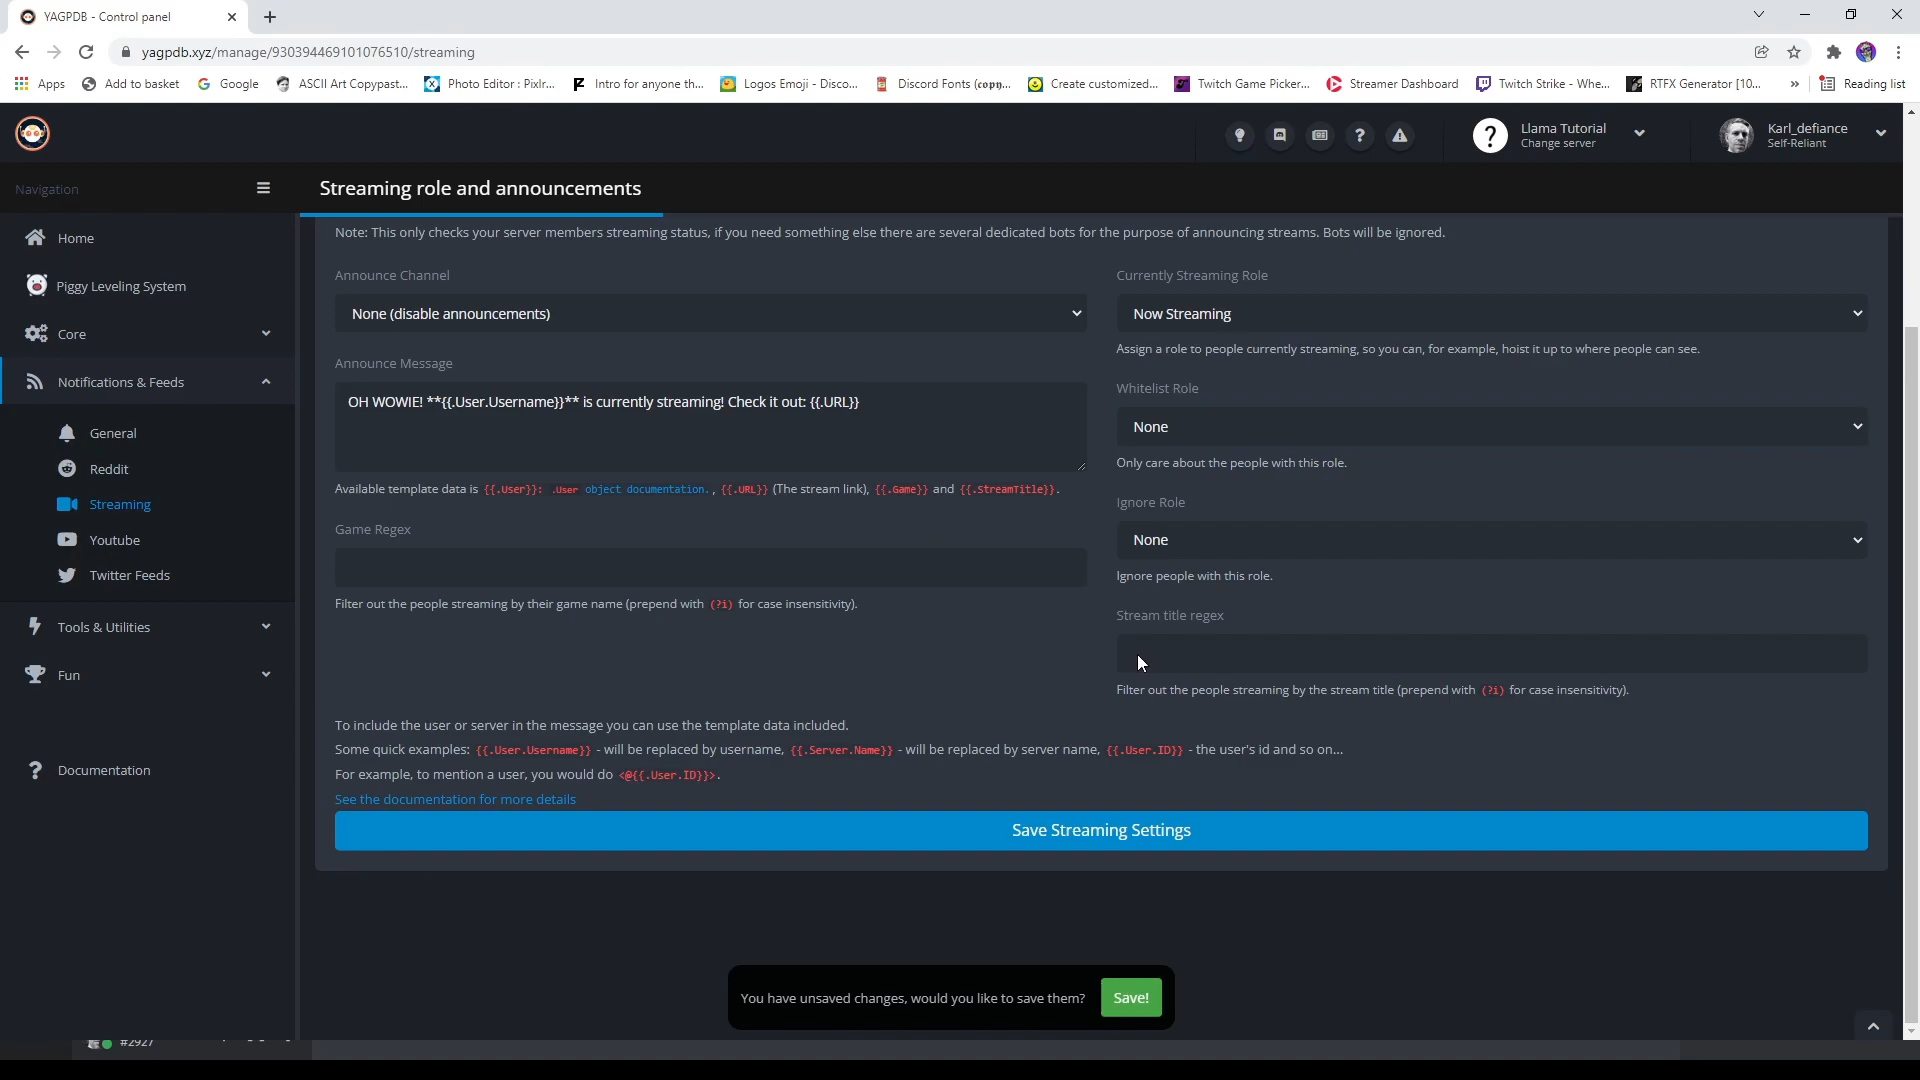 YAGPDB - Control panel
yagpdb.xyz/manage/930394469101076510/streaming
Apps
Add to basket
Google
ASCII Art Copypast...
Photo Editor : Pixlr...
Intro for anyone th...
Logos Emoji - Disco...
Discord Fonts (𝖈𝖔𝖕𝖞...
Create customized...
Twitch Game Picker...
Streamer Dashboard
Twitch Strike - Whe...
RTFX Generator [10...
»
Reading list
Llama Tutorial
Change server
Karl_defiance
Self-Reliant
Navigation
Streaming role and announcements
Home
Piggy Leveling System
Core
Notifications & Feeds
General
Reddit
Streaming
Youtube
Twitter Feeds
Tools & Utilities
Fun
Documentation
Note: This only checks your server members streaming status, if you need something else there are several dedicated bots for the purpose of announcing streams. Bots will be ignored.
Announce Channel
None (disable announcements)
Announce Message
OH WOWIE! **{{.User.Username}}** is currently streaming! Check it out: {{.URL}}
Available template data is {{.User}}: .User object documentation. , {{.URL}} (The stream link), {{.Game}} and {{.StreamTitle}}.
Game Regex
Filter out the people streaming by their game name (prepend with (?i) for case insensitivity).
Currently Streaming Role
Now Streaming
Assign a role to people currently streaming, so you can, for example, hoist it up to where people can see.
Whitelist Role
None
Only care about the people with this role.
Ignore Role
None
Ignore people with this role.
Stream title regex
Filter out the people streaming by the stream title (prepend with (?i) for case insensitivity).
To include the user or server in the message you can use the template data included.
Some quick examples: {{.User.Username}} - will be replaced by username, {{.Server.Name}} - will be replaced by server name, {{.User.ID}} - the user's id and so on...
For example, to mention a user, you would do <@{{.User.ID}}>.
See the documentation for more details
Save Streaming Settings
You have unsaved changes, would you like to save them?
Save!
#2927